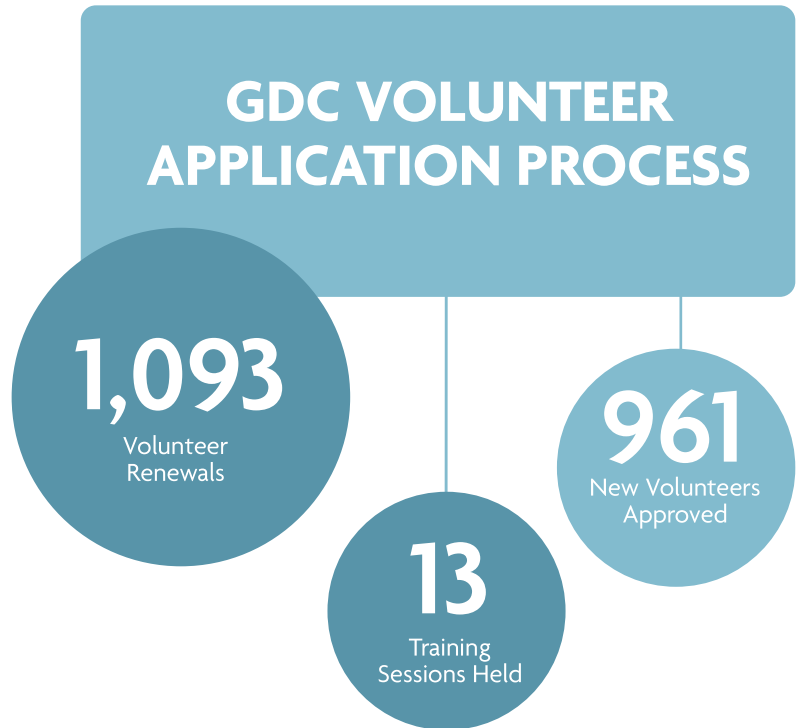 GDC VOLUNTEER
APPLICATION PROCESS
1,093
Volunteer
Renewals
961
New Volunteers
Approved
13
Training
Sessions Held